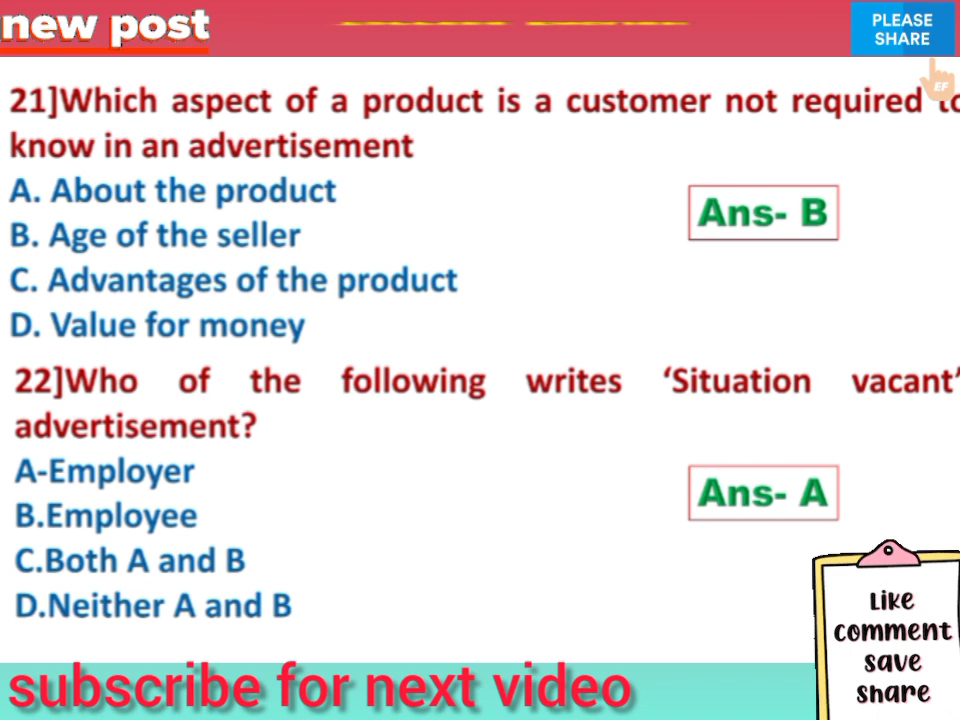 new post
PLEASE
SHARE
EF
21]Which aspect of a product is a customer not required to
know in an advertisement
A. About the product
Ans- B
B. Age of the seller
C. Advantages of the product
D. Value for money
22]Who of the following writes ‘Situation vacant’
advertisement?
A-Employer
Ans- A
B.Employee
C.Both A and B
D.Neither A and B
Like
comment
save
share
subscribe for next video